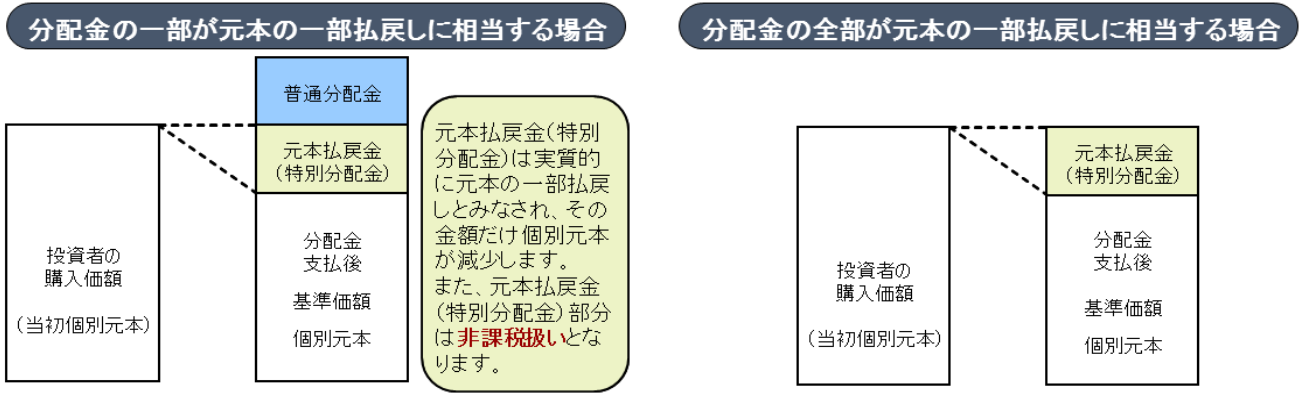 分配金の一部が元本の一部払戻しに相当する場合
普通分配金
元本払戻金
(特別分配金)
投資者の
購入価額
(当初個別元本)
分配金
支払後
基準価額
個別元本
元本払戻金(特別
分配金)は実質的
に元本の一部払戻
しとみなされ、その
金額だけ個別元本
が減少します。
また、元本払戻金
(特別分配金)部分
は非課税扱いとな
ります。
分配金の全部が元本の一部払戻しに相当する場合
元本払戻金
(特別分配金)
投資者の
購入価額
(当初個別元本)
分配金
支払後
基準価額
個別元本